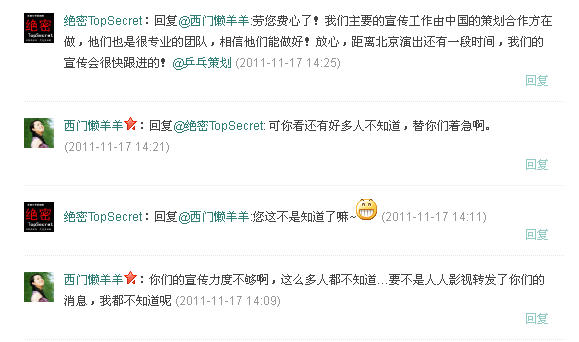 绝密TopSecret：回复@西门懒羊羊:劳您费心了！我们主要的宣传工作由中国的策划合作方在
做，他们也是很专业的团队，相信他们能做好！放心，距离北京演出还有一段时间，我们的
宣传会很快跟进的！@乒乓策划 (2011-11-17 14:25)
回复
西门懒羊羊：回复@绝密TopSecret:可你看还有好多人不知道，替你们着急啊。
(2011-11-17 14:21)
回复
绝密TopSecret：回复@西门懒羊羊:您这不是知道了嘛~ (2011-11-17 14:11)
回复
西门懒羊羊：你们的宣传力度不够啊，这么多人都不知道...要不是人人影视转发了你们的
消息，我都不知道呢 (2011-11-17 14:09)
回复